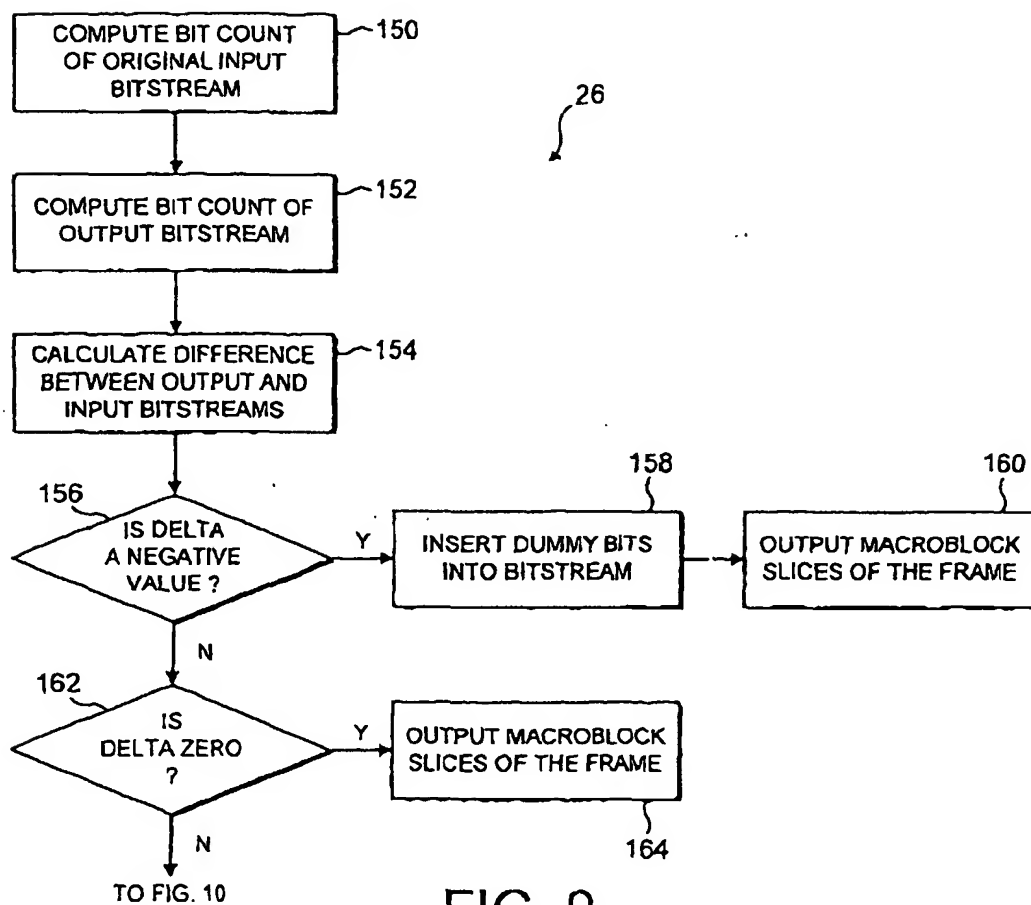 COMPUTE BIT COUNT
OF ORIGINAL INPUT
BITSTREAM
150
26
COMPUTE BIT COUNT OF
OUTPUT BITSTREAM
152
CALCULATE DIFFERENCE
BETWEEN OUTPUT AND
INPUT BITSTREAMS
154
156
IS DELTA
A NEGATIVE
VALUE ?
Y
158
INSERT DUMMY BITS
INTO BITSTREAM
160
OUTPUT MACROBLOCK
SLICES OF THE FRAME
N
162
IS
DELTA ZERO
?
Y
OUTPUT MACROBLOCK
SLICES OF THE FRAME
164
N
TO FIG. 10